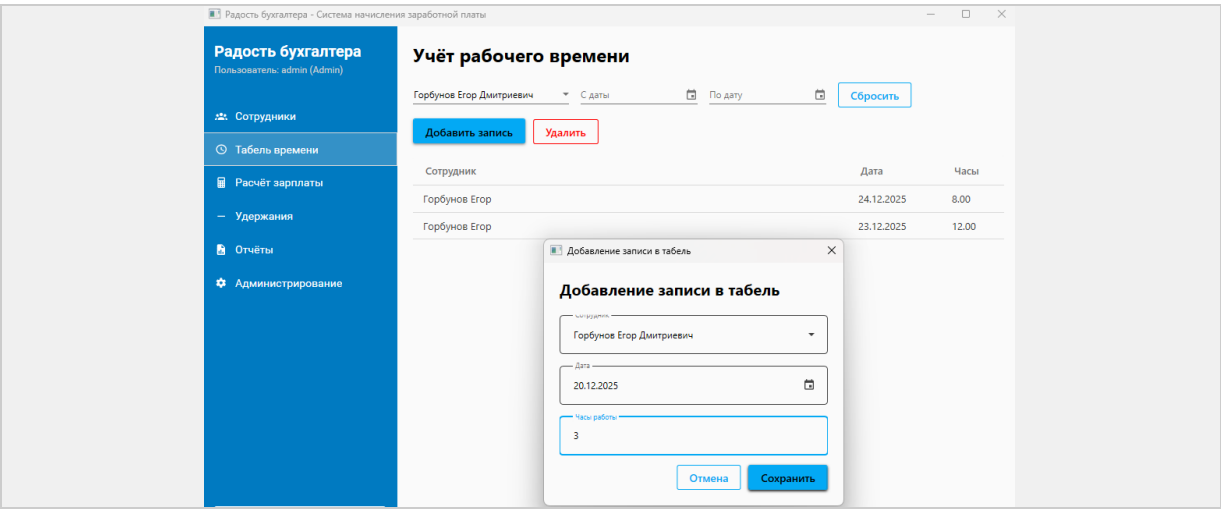 Радость бухгалтера - Система начисления заработной платы
Радость бухгалтера
Пользователь: admin (Admin)
Сотрудники
Табель времени
Расчёт зарплаты
Удержания
Отчёты
Администрирование
Учёт рабочего времени
Горбунов Егор Дмитриевич С даты По дату Сбросить
Добавить запись Удалить
Сотрудник Дата Часы
Горбунов Егор 24.12.2025 8.00
Горбунов Егор 23.12.2025 12.00
Добавление записи в табель
Добавление записи в табель
Сотрудник
Горбунов Егор Дмитриевич
Дата
20.12.2025
Часы работы
3
Отмена Сохранить